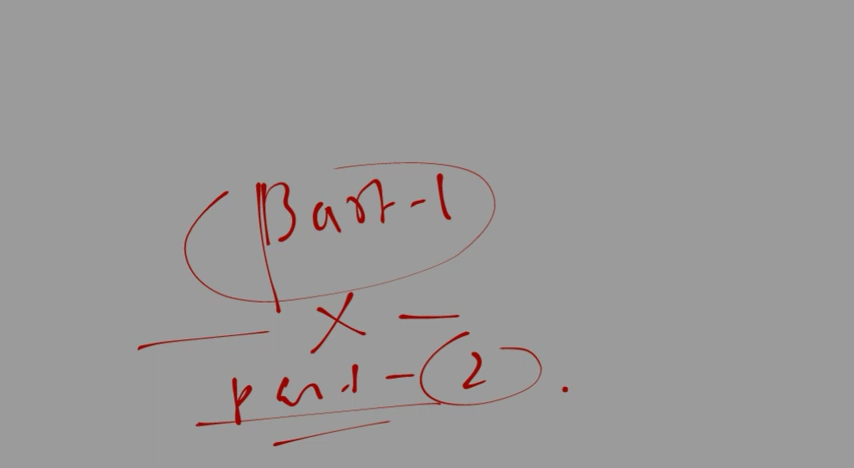 Part-1
— X —
part - 2.